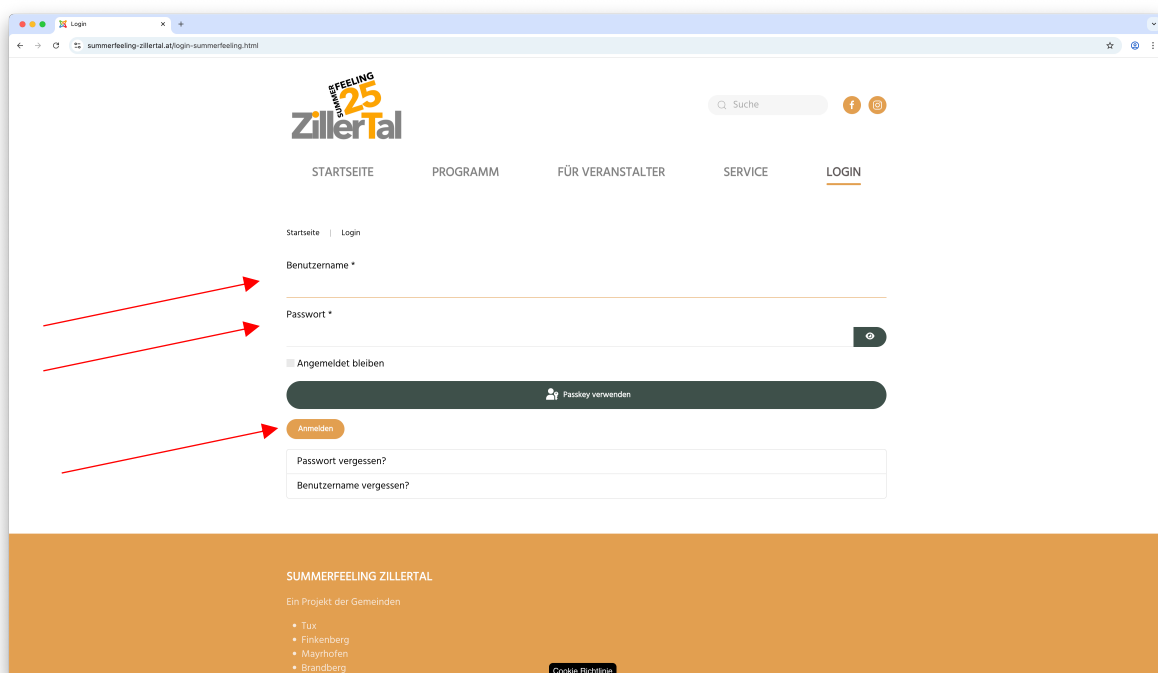 Login
summerfeeling-zillertal.at/login-summerfeeling.html
SUMMER FEELING 25
ZillerTal
Suche
STARTSEITE PROGRAMM FÜR VERANSTALTER SERVICE LOGIN
Startseite | Login
Benutzername *
Passwort *
Angemeldet bleiben
Passkey verwenden
Anmelden
Passwort vergessen?
Benutzername vergessen?
SUMMERFEELING ZILLERTAL
Ein Projekt der Gemeinden
• Tux
• Finkenberg
• Mayrhofen
• Brandberg
Cookie Richtlinie